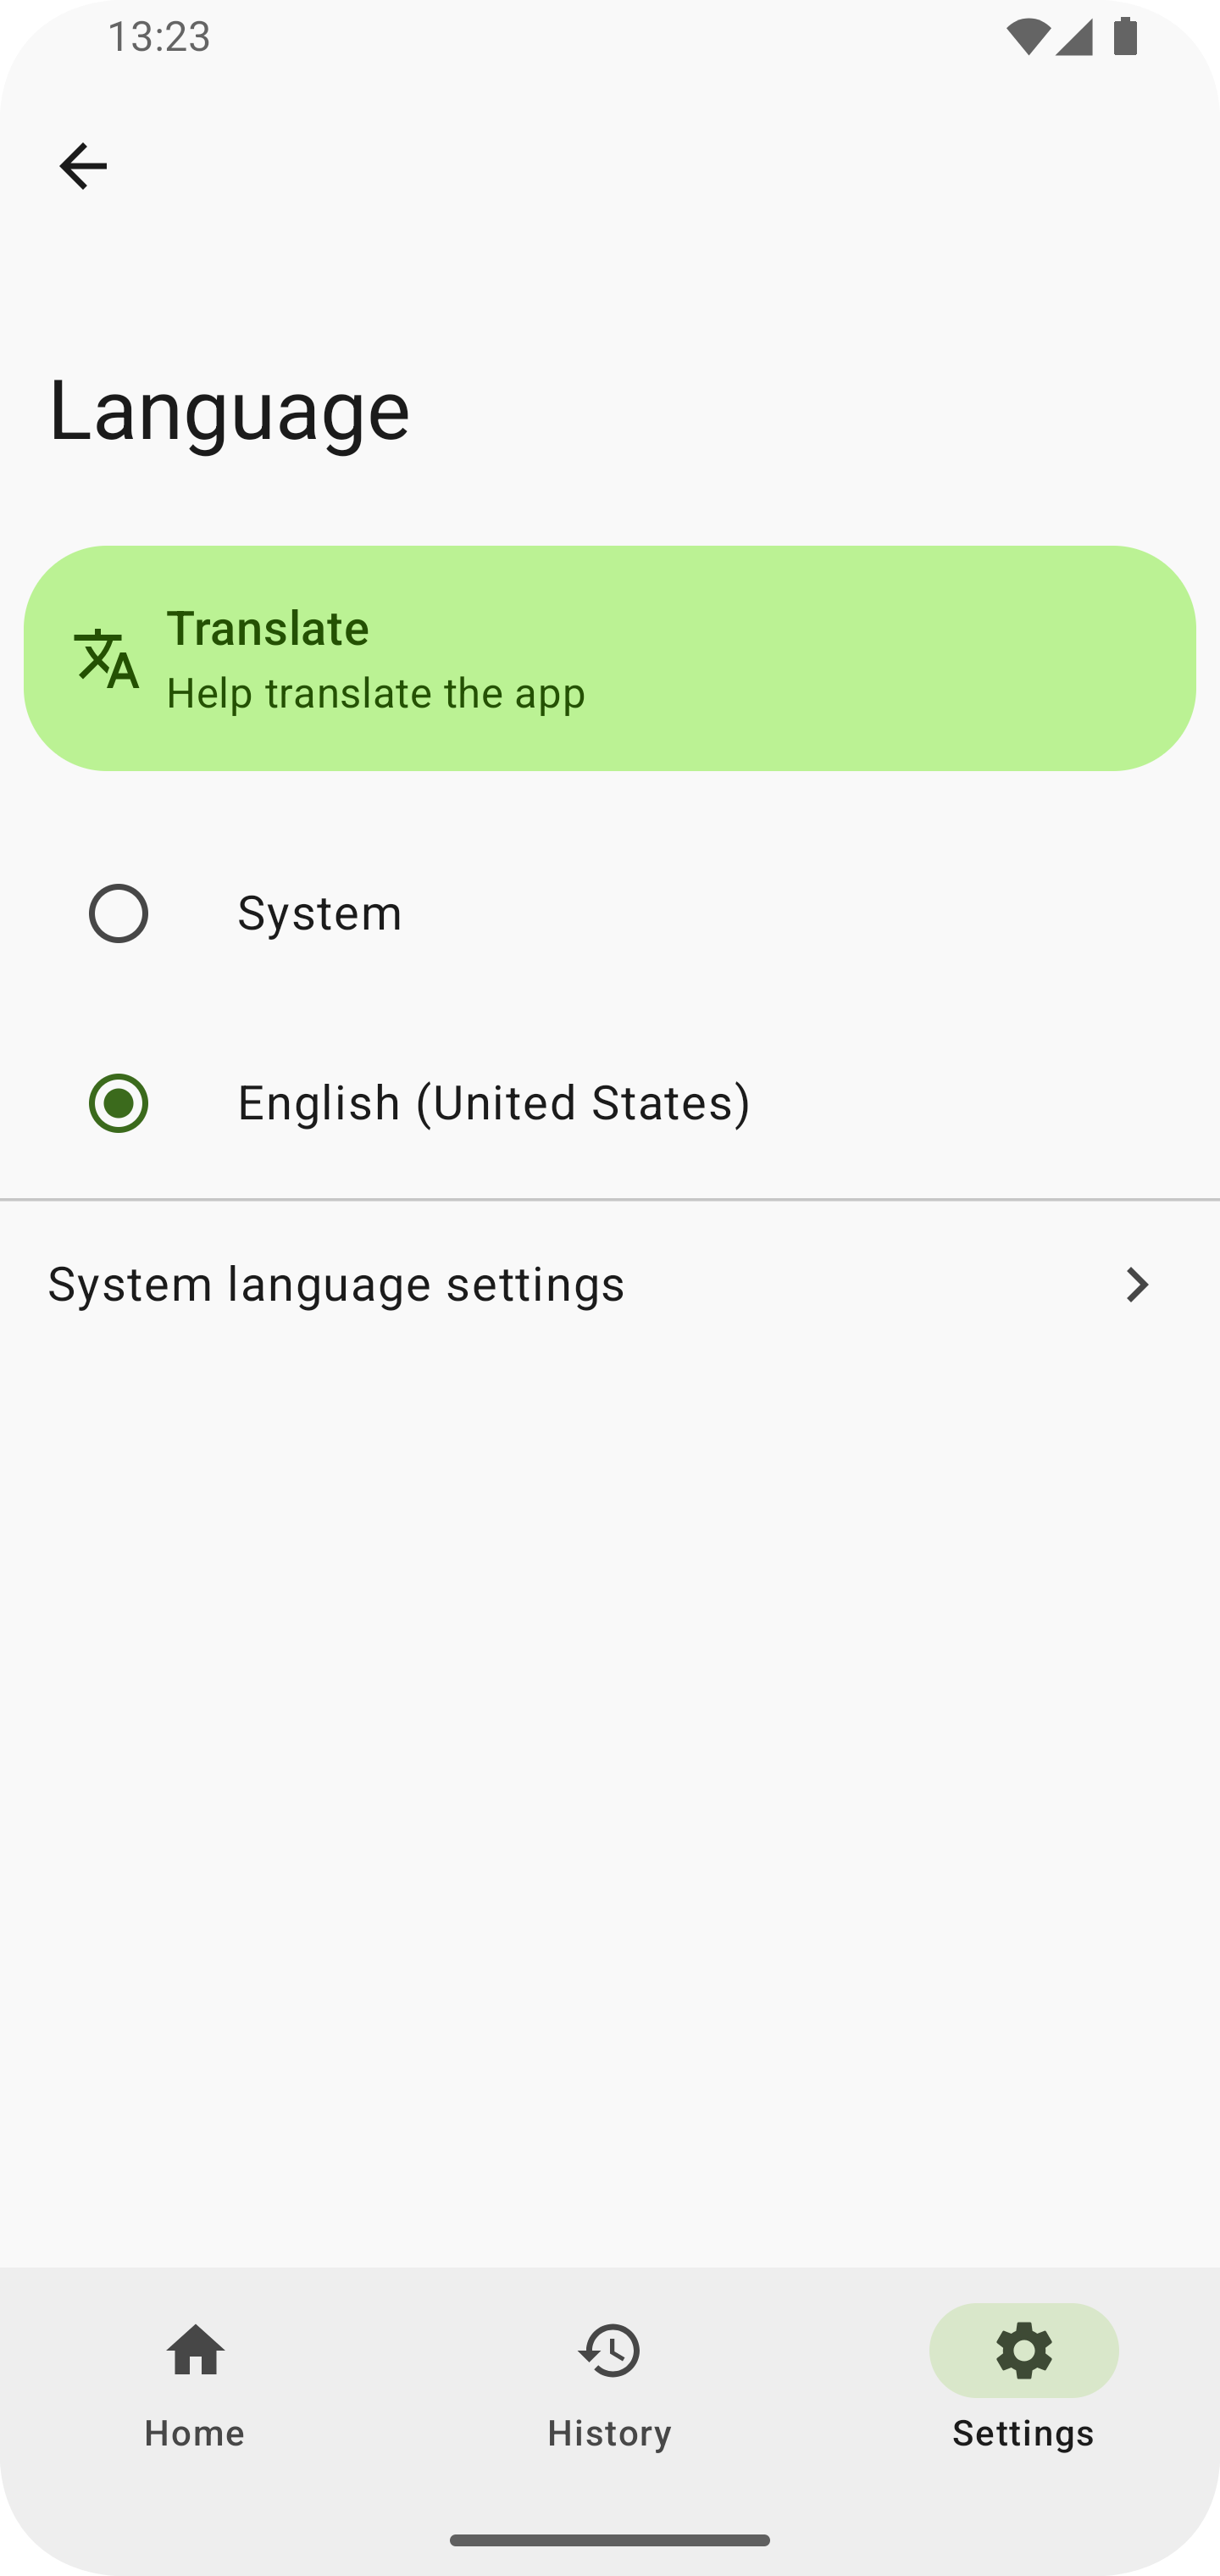 13:23
Language
Translate
Help translate the app
System
English (United States)
System language settings
Home
History
Settings